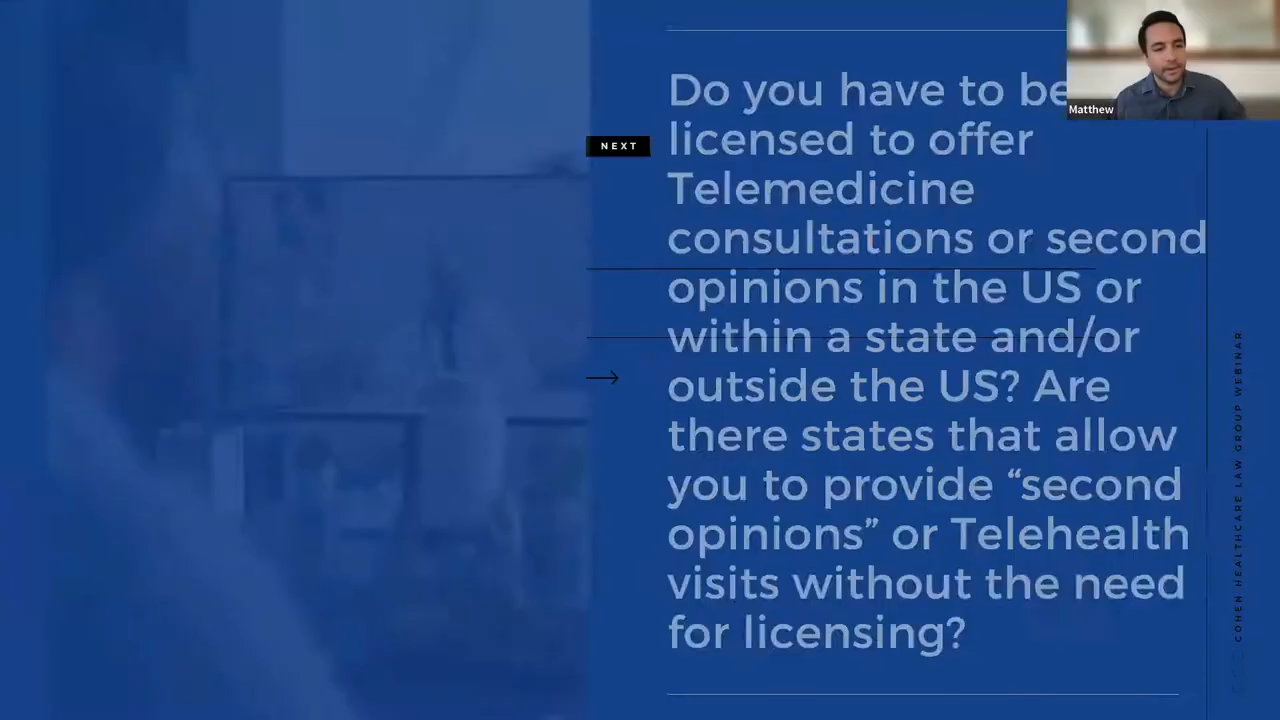 Do you have to be
licensed to offer
Telemedicine
consultations or second
opinions in the US or
within a state and/or
outside the US? Are
there states that allow
you to provide “second
opinions” or Telehealth
visits without the need
for licensing?
NEXT
Matthew
COHEN HEALTHCARE LAW GROUP WEBINAR